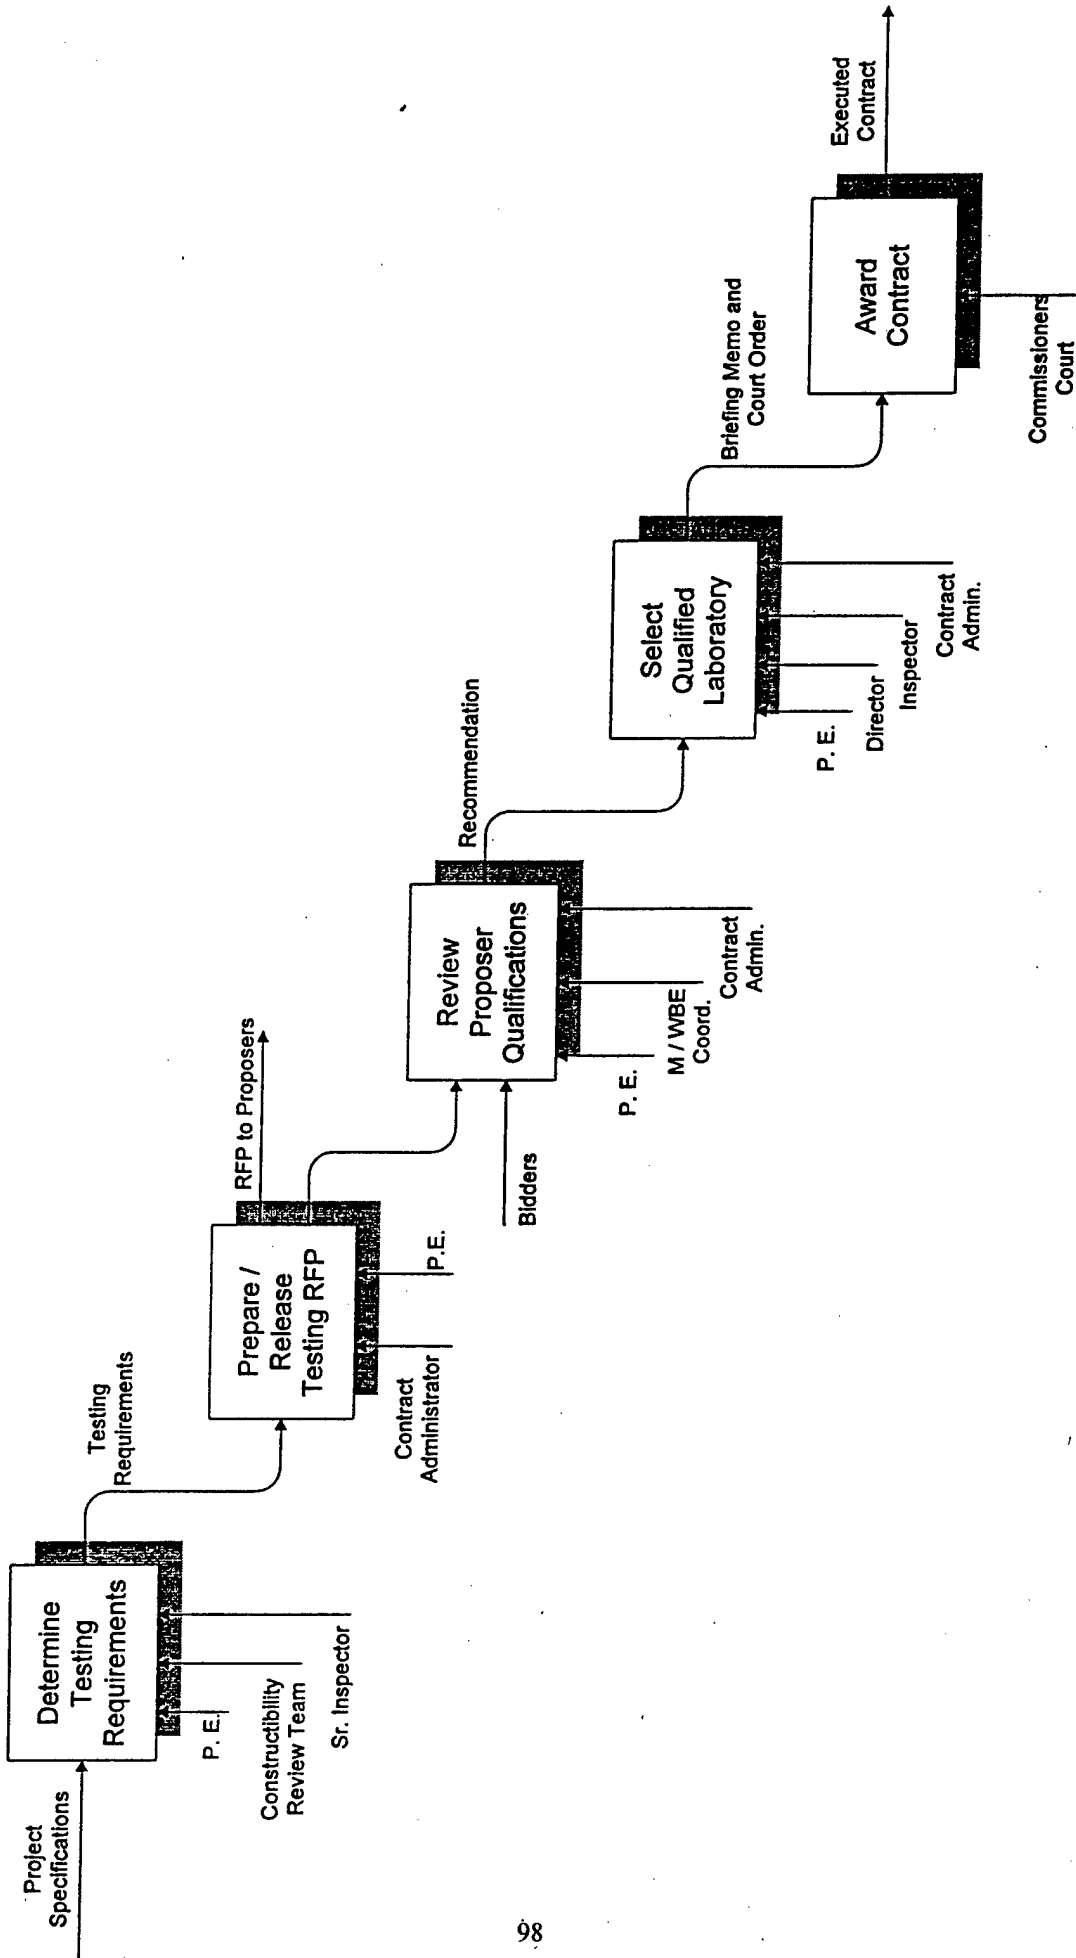 Project
Specifications
Determine
Testing
Requirements
P. E.
Constructibility
Review Team
Sr. Inspector
Testing
Requirements
Prepare /
Release
Testing RFP
Contract
Administrator
P.E.
RFP to Proposers
Bidders
Review
Proposer
Qualifications
P. E.
M / WBE
Coord.
Contract
Admin.
Recommendation
Select
Qualified
Laboratory
P. E.
Director
Inspector
Contract
Admin.
Briefing Memo and
Court Order
Award
Contract
Commissioners
Court
Executed
Contract
98